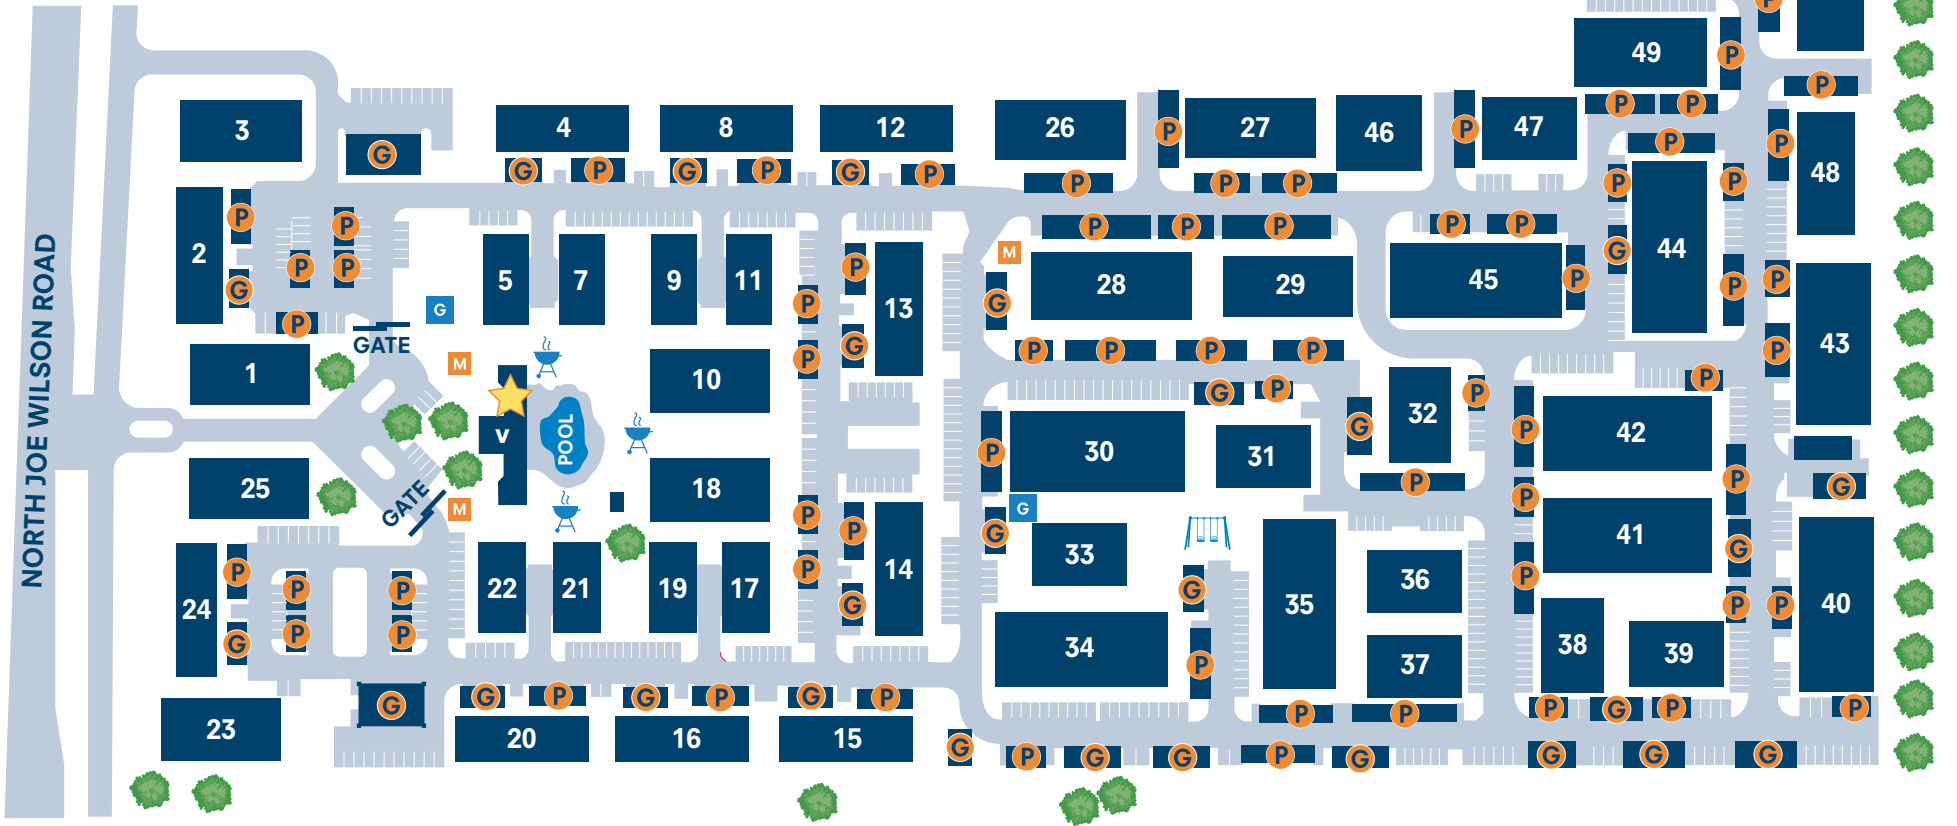 NORTH JOE WILSON ROAD
49 P
P
P
P P
P
3
G
4
8
12
26
P
27
46
P
47
P
48
G P
G P
G P
P
P P
P P
2
P
P
P P
G
P
P P P
P P
G
44
P
P
5
7
9
11
P
13
P
G
M
G
28
29
45
P
P
43
P
G
GATE
P
G
P P P P
P
1
M
10
G P
32
P
P
V
POOL
G
30
31
P
P
42
25
18
P
P
G
GATE
M
P
P
G
P
41
G
33
G
35
36
24
P
G
P
P
P
P
22
21
19
17
P
G
14
P
P P
40
34
P
37
38
39
23
G
G P
G P
G P
20
16
15
G
P G G P G
P P
P G P
P
G G G